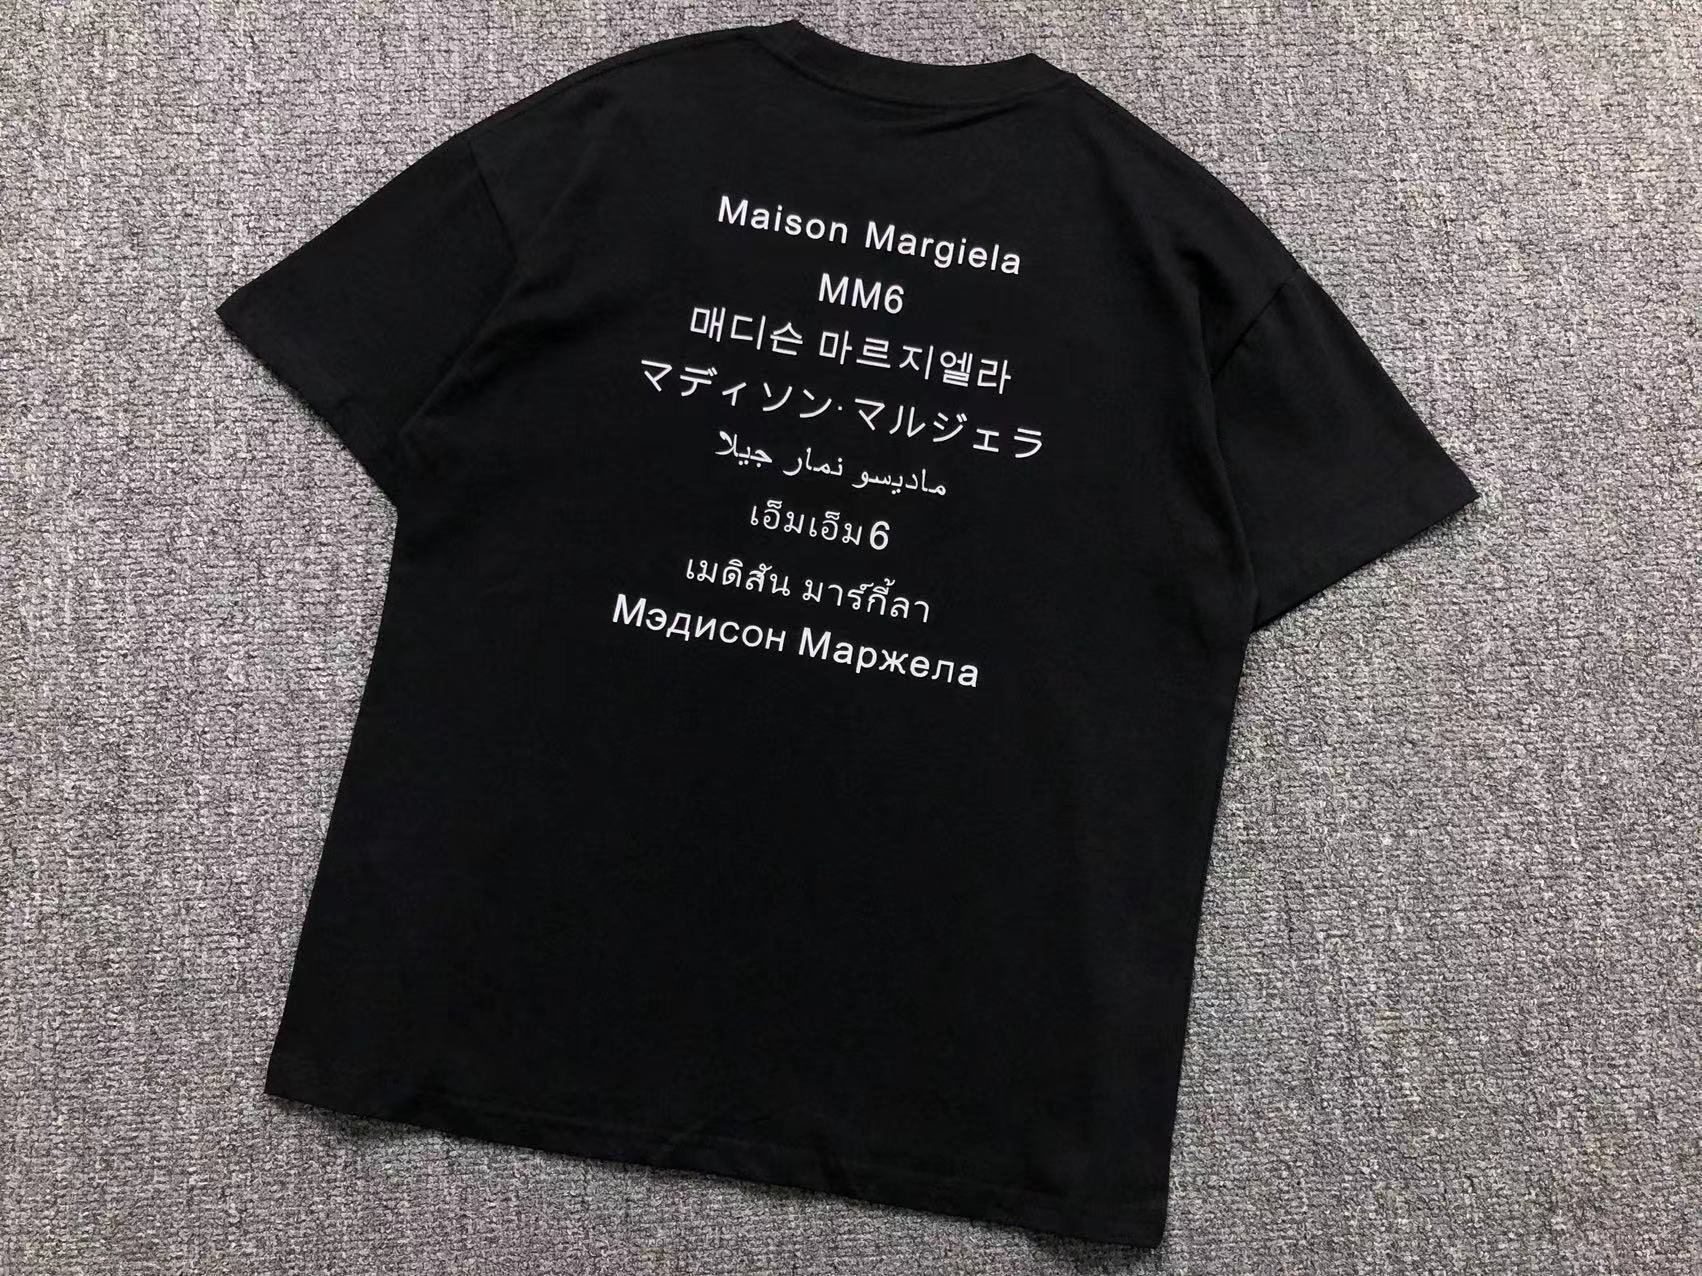 Maison Margiela
MM6
매디슨 마르지엘라
マディソン·マルジェラ
ماديسو نمار جيلا
เอ็มเอ็ม6
เมดิสัน มาร์กี้ลา
Мэдисон Маржела